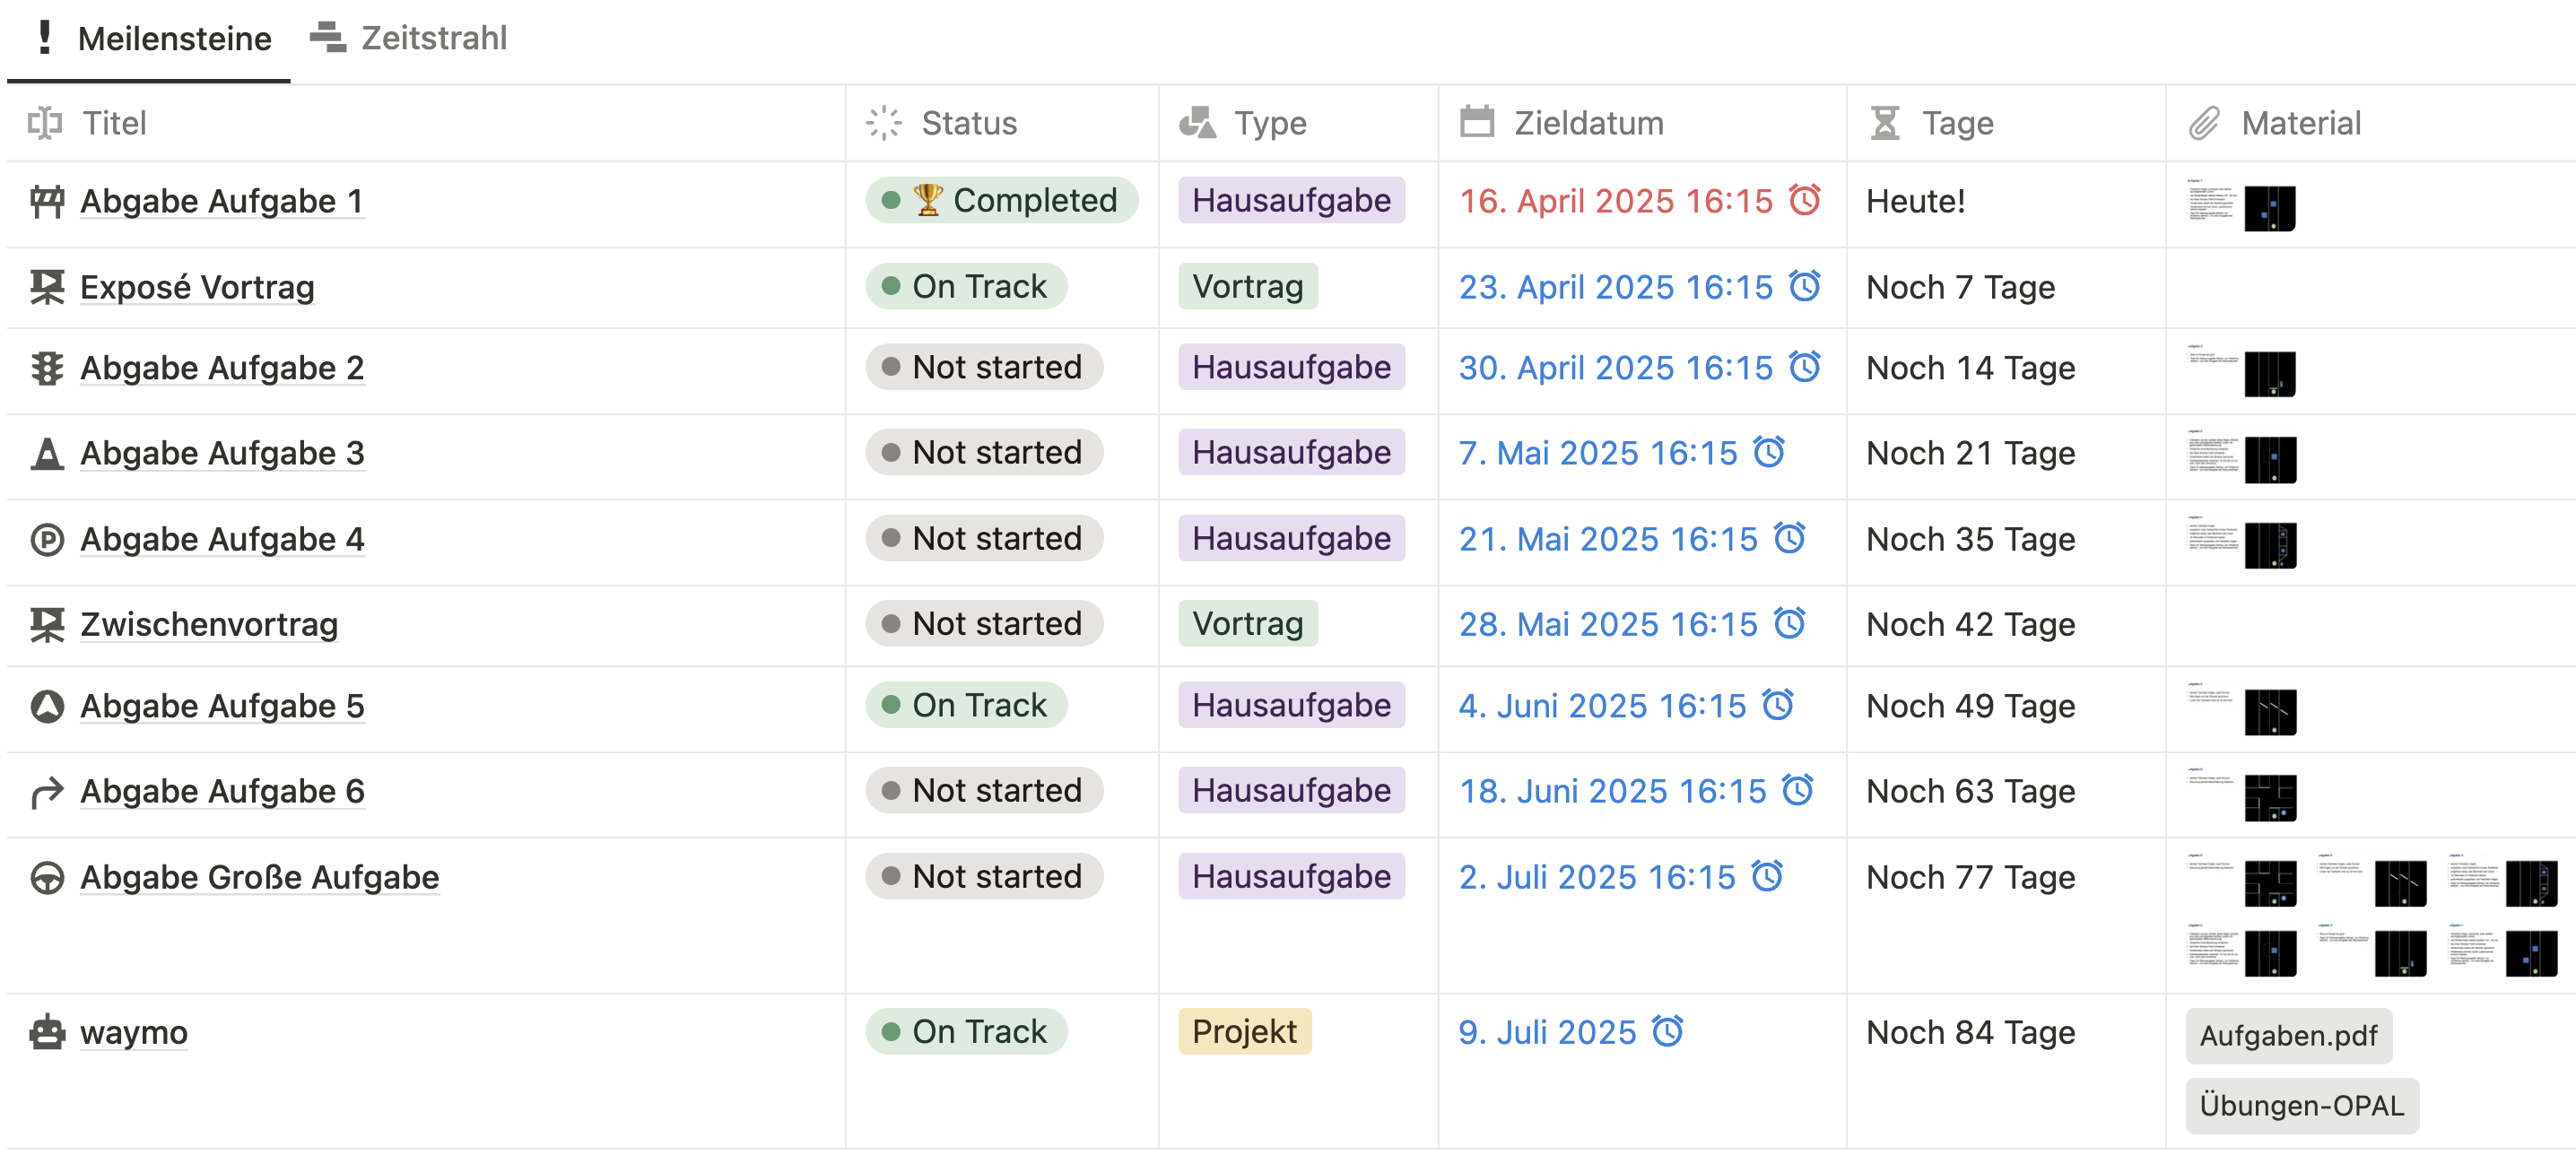 Meilensteine Zeitstrahl
Titel Status Type Zieldatum Tage Material
Abgabe Aufgabe 1 🏆 Completed Hausaufgabe 16. April 2025 16:15 Heute!
Exposé Vortrag On Track Vortrag 23. April 2025 16:15 Noch 7 Tage
Abgabe Aufgabe 2 Not started Hausaufgabe 30. April 2025 16:15 Noch 14 Tage
Abgabe Aufgabe 3 Not started Hausaufgabe 7. Mai 2025 16:15 Noch 21 Tage
Abgabe Aufgabe 4 Not started Hausaufgabe 21. Mai 2025 16:15 Noch 35 Tage
Zwischenvortrag Not started Vortrag 28. Mai 2025 16:15 Noch 42 Tage
Abgabe Aufgabe 5 On Track Hausaufgabe 4. Juni 2025 16:15 Noch 49 Tage
Abgabe Aufgabe 6 Not started Hausaufgabe 18. Juni 2025 16:15 Noch 63 Tage
Abgabe Große Aufgabe Not started Hausaufgabe 2. Juli 2025 16:15 Noch 77 Tage
waymo On Track Projekt 9. Juli 2025 Noch 84 Tage Aufgaben.pdf
Übungen-OPAL